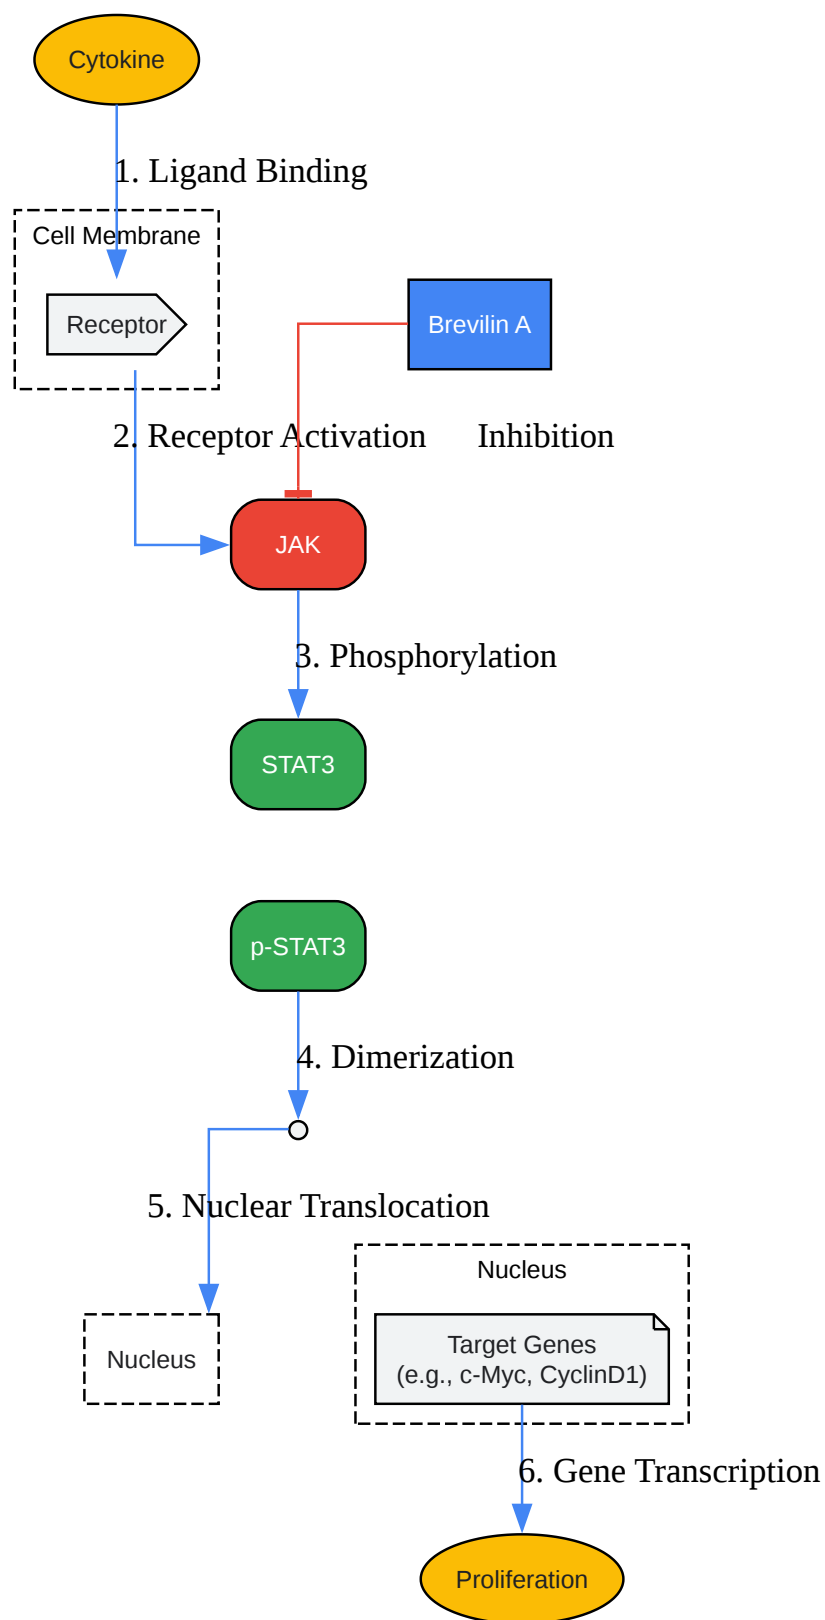 Cytokine
1. Ligand Binding
Cell Membrane
Receptor
Brevilin A
2. Receptor Activation
Inhibition
JAK
3. Phosphorylation
STAT3
p-STAT3
4. Dimerization
5. Nuclear Translocation
Nucleus
Target Genes
(e.g., c-Myc, CyclinD1)
Nucleus
6. Gene Transcription
Proliferation